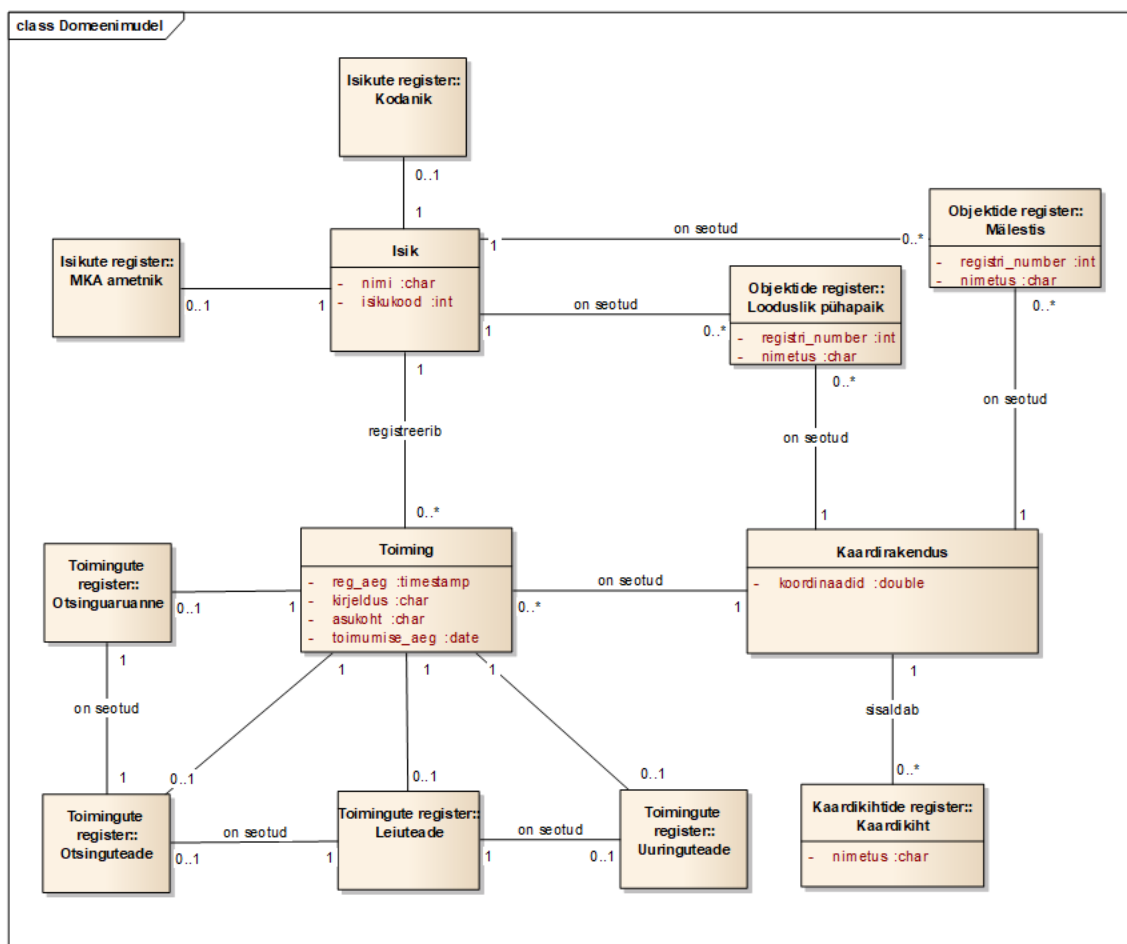 class Domeenimudel
Isikute register::
Kodanik
0..1
1
Isikute register::
MKA ametnik
0..1
1
Isik
- nimi :char
- isikukood :int
1
on seotud
0..*
Objektide register::
Mälestis
- registri_number :int
- nimetus :char
0..*
1
on seotud
0..*
Objektide register::
Looduslik pühapaik
- registri_number :int
- nimetus :char
0..*
1
registreerib
0..*
on seotud
1
on seotud
1
Toimingute
register::
Otsinguaruanne
0..1
1
Toiming
- reg_aeg :timestamp
- kirjeldus :char
- asukoht :char
- toimumise_aeg :date
0..*
on seotud
1
Kaardirakendus
- koordinaadid :double
1
on seotud
1
1
0..1
1
0..1
1
0..1
1
sisaldab
0..*
Toimingute
register::
Otsinguteade
0..1
on seotud
1
Toimingute register::
Leiuteade
1
on seotud
0..1
Toimingute
register::
Uuringuteade
Kaardikihtide register::
Kaardikiht
- nimetus :char